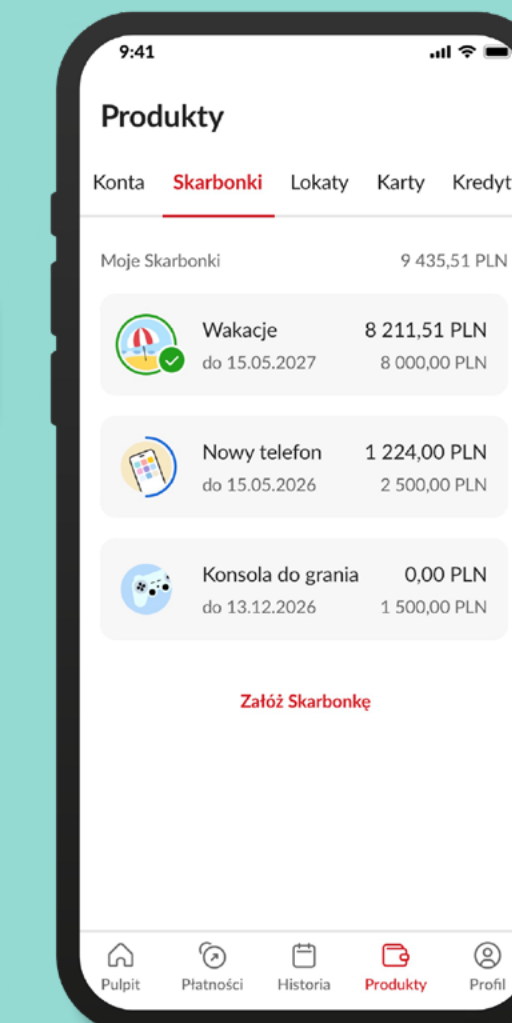 9:41
Produkty
Konta Skarbonki Lokaty Karty Kredyt
Moje Skarbonki 9 435,51 PLN
Wakacje 8 211,51 PLN
do 15.05.2027 8 000,00 PLN
Nowy telefon 1 224,00 PLN
do 15.05.2026 2 500,00 PLN
Konsola do grania 0,00 PLN
do 13.12.2026 1 500,00 PLN
Załóż Skarbonkę
Pulpit Płatności Historia Produkty Profil